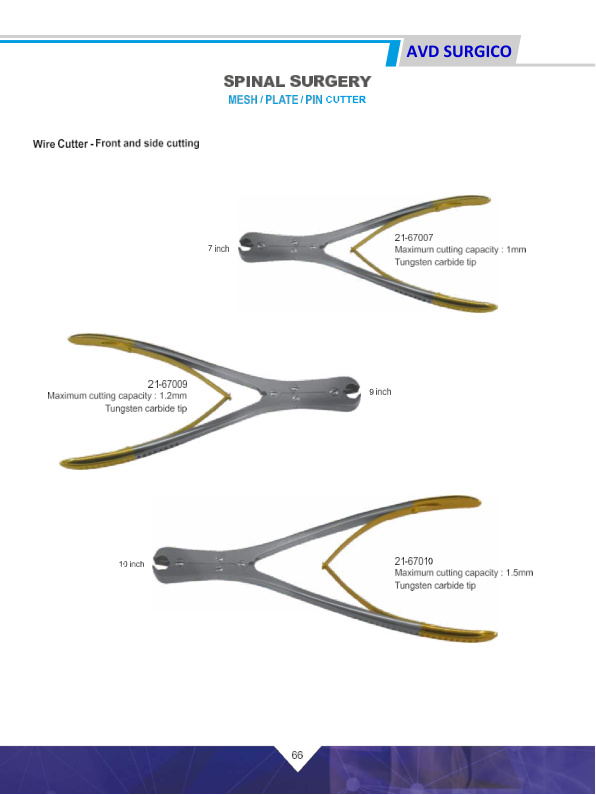 AVD SURGICO
SPINAL SURGERY
MESH / PLATE / PIN CUTTER
Wire Cutter - Front and side cutting
7 inch
21-67007
Maximum cutting capacity : 1mm
Tungsten carbide tip
21-67009
Maximum cutting capacity : 1.2mm
Tungsten carbide tip
9 inch
10 inch
21-67010
Maximum cutting capacity : 1.5mm
Tungsten carbide tip
66